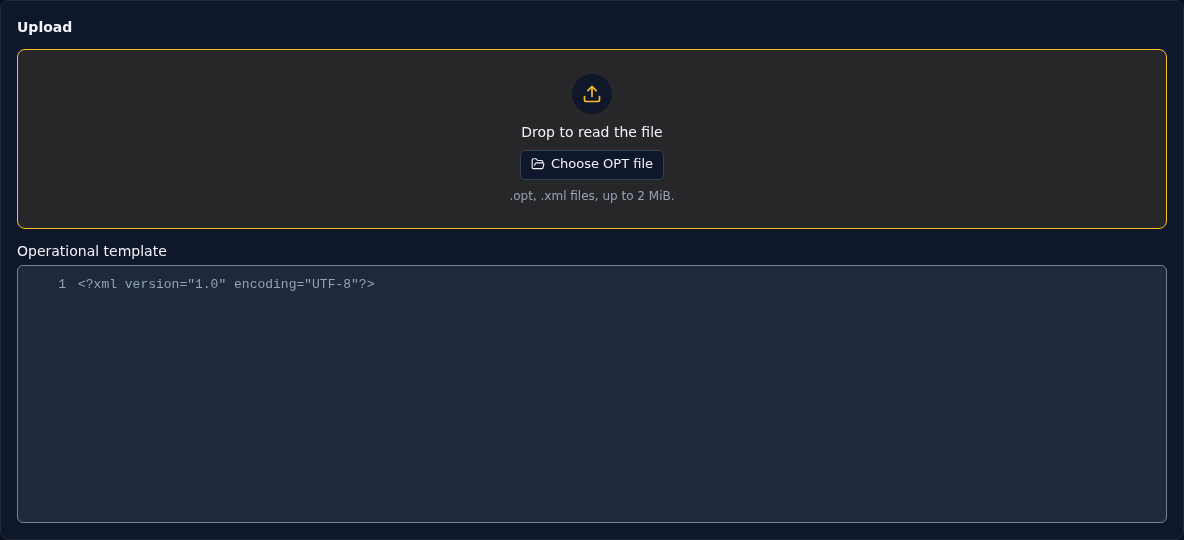 Upload
Drop to read the file
Choose OPT file
.opt, .xml files, up to 2 MiB.
Operational template
1 <?xml version="1.0" encoding="UTF-8"?>